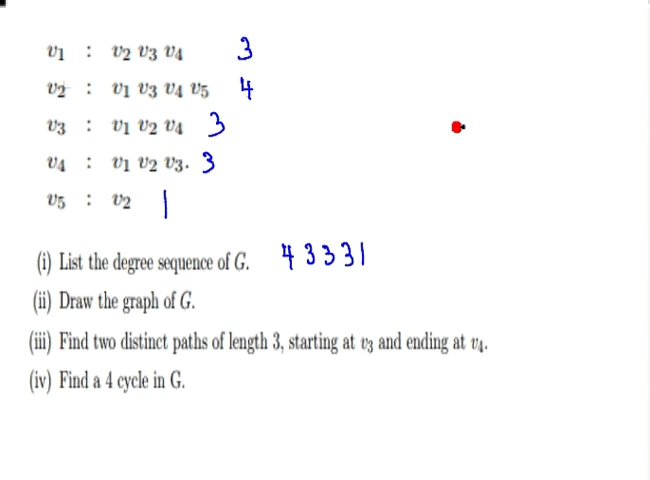 v1 : v2 v3 v4 3
v2 : v1 v3 v4 v5 4
v3 : v1 v2 v4 3
v4 : v1 v2 v3. 3
v5 : v2 1
(i) List the degree sequence of G. 4 3 3 3 1
(ii) Draw the graph of G.
(iii) Find two distinct paths of length 3, starting at v3 and ending at v4.
(iv) Find a 4 cycle in G.